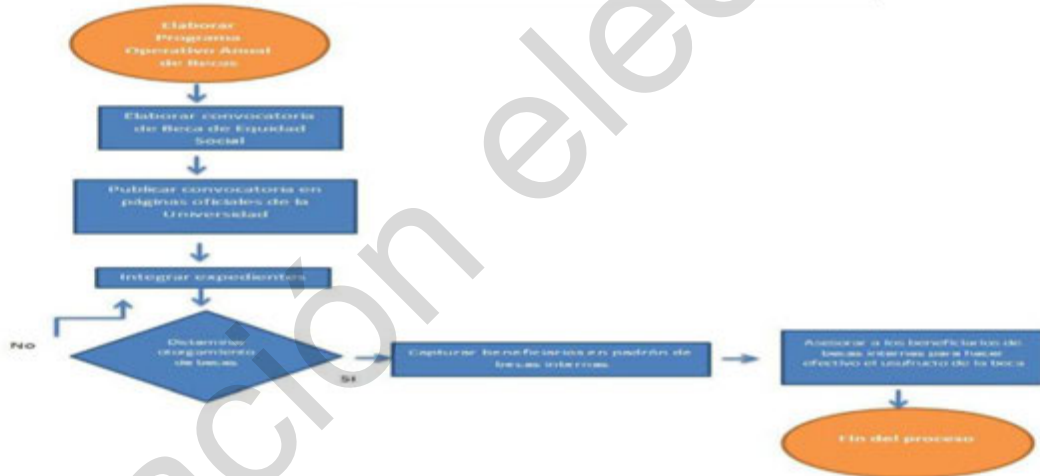 Elaborar
Programa
Operativo Anual
de Becas
Elaborar convocatoria
de Beca de Equidad
Social
Publicar convocatoria en
páginas oficiales de la
Universidad
Integrar expedientes
No
Dictaminar
otorgamiento
de becas
SI
Capturar beneficiarios en padrón de
becas internas
Asesorar a los beneficiarios de
becas internas para hacer
efectivo el usufructo de la beca
Fin del proceso
ación elec